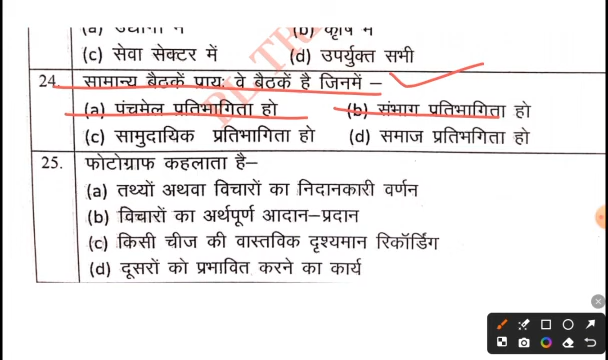 (a) उद्योगों में (b) कृषि में
(c) सेवा सेक्टर में (d) उपर्युक्त सभी
24. सामान्य बैठकें प्रायः वे बैठकें है जिनमें –
(a) पंचमेल प्रतिभागिता हो (b) संभाग प्रतिभागिता हो
(c) सामुदायिक प्रतिभागिता हो (d) समाज प्रतिभगिता हो
25. फोटोग्राफ कहलाता है–
(a) तथ्यों अथवा विचारों का निदानकारी वर्णन
(b) विचारों का अर्थपूर्ण आदान–प्रदान
(c) किसी चीज की वास्तविक दृश्यमान रिकॉर्डिंग
(d) दूसरों को प्रभावित करने का कार्य